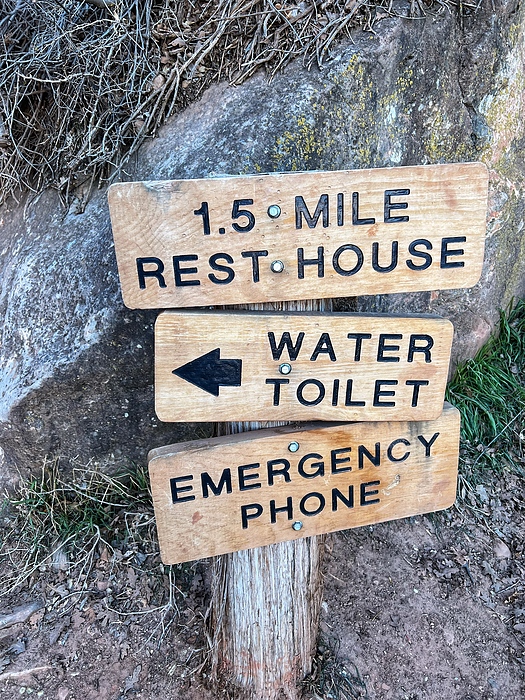 1.5 MILE
REST HOUSE
WATER
TOILET
EMERGENCY
PHONE